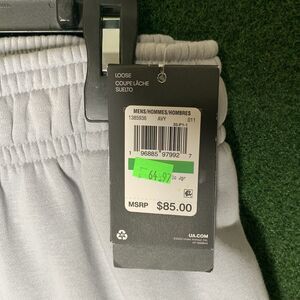 LOOSE
COUPE LÂCHE
SUELTO
MENS/HOMMES/HOMBRES
1385936 AVY 011
1 96885 97992 7
64.97
MSRP $85.00
UA.COM